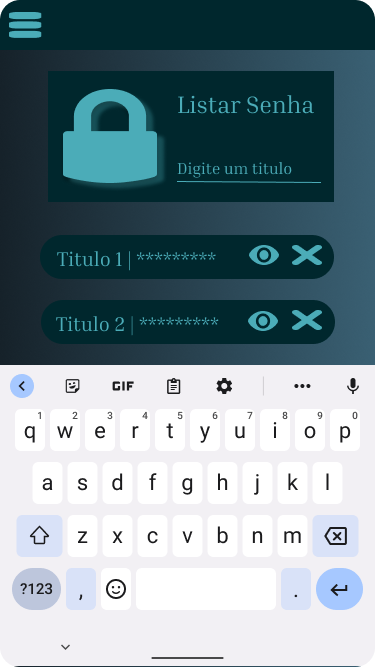 Listar Senha
Digite um titulo
Titulo 1 | *********
Titulo 2 | *********
GIF
1 2 3 4 5 6 7 8 9 0
q w e r t y u i o p
a s d f g h j k l
z x c v b n m
?123 , .